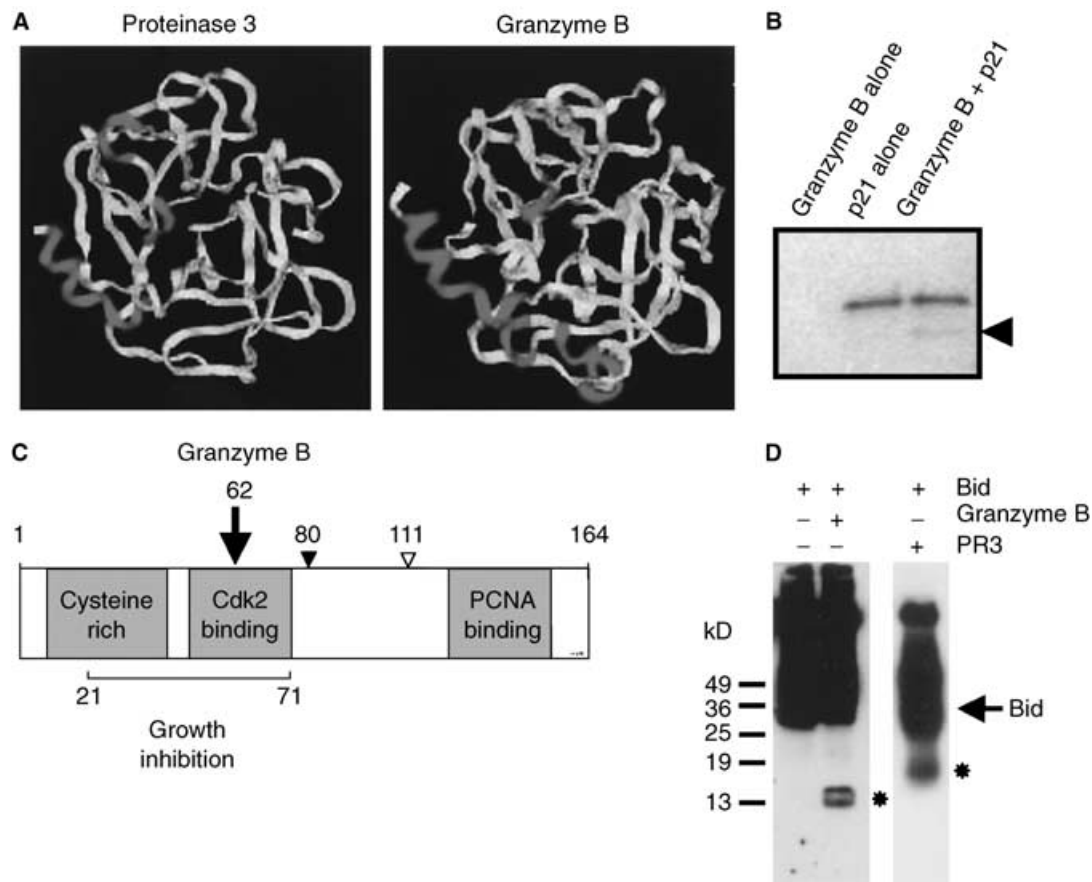 A
Proteinase 3
Granzyme B
B
Granzyme B alone
p21 alone
Granzyme B + p21
C
Granzyme B
62
1
80
111
164
Cysteine rich
Cdk2 binding
PCNA binding
21
71
Growth inhibition
D
+ + + Bid
– + – Granzyme B
– – + PR3
kD
49
36
25
19
13
Bid
*
*